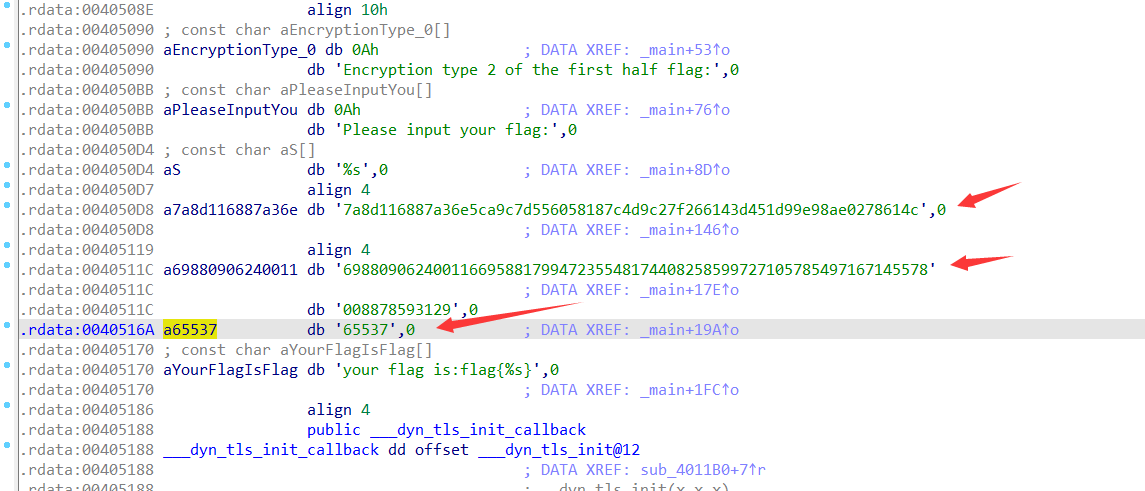 .rdata:0040508E align 10h
.rdata:00405090 ; const char aEncryptionType_0[]
.rdata:00405090 aEncryptionType_0 db 0Ah ; DATA XREF: _main+53↑o
.rdata:00405090 db 'Encryption type 2 of the first half flag:',0
.rdata:004050BB ; const char aPleaseInputYou[]
.rdata:004050BB aPleaseInputYou db 0Ah ; DATA XREF: _main+76↑o
.rdata:004050BB db 'Please input your flag:',0
.rdata:004050D4 ; const char aS[]
.rdata:004050D4 aS db '%s',0 ; DATA XREF: _main+8D↑o
.rdata:004050D7 align 4
.rdata:004050D8 a7a8d116887a36e db '7a8d116887a36e5ca9c7d556058187c4d9c27f266143d451d99e98ae0278614c',0
.rdata:004050D8 ; DATA XREF: _main+146↑o
.rdata:00405119 align 4
.rdata:0040511C a69880906240011 db '69880906240011669588179947235548174408258599727105785497167145578'
.rdata:0040511C ; DATA XREF: _main+17E↑o
.rdata:0040511C db '008878593129',0
.rdata:0040516A a65537 db '65537',0 ; DATA XREF: _main+19A↑o
.rdata:00405170 ; const char aYourFlagIsFlag[]
.rdata:00405170 aYourFlagIsFlag db 'your flag is:flag{%s}',0
.rdata:00405170 ; DATA XREF: _main+1FC↑o
.rdata:00405186 align 4
.rdata:00405188 public ___dyn_tls_init_callback
.rdata:00405188 ___dyn_tls_init_callback dd offset ___dyn_tls_init@12
.rdata:00405188 ; DATA XREF: sub_4011B0+7↑r
.rdata:00405188 ; ___dyn_tls_init(x,x,x)